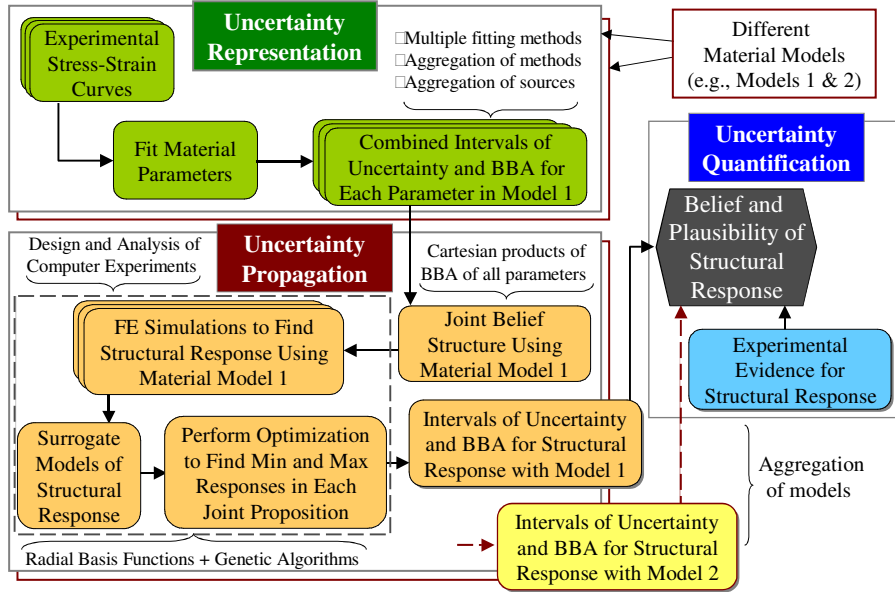 Uncertainty
Representation
Experimental
Stress-Strain
Curves
□Multiple fitting methods
□Aggregation of methods
□Aggregation of sources
Different
Material Models
(e.g., Models 1 & 2)
Fit Material
Parameters
Combined Intervals of
Uncertainty and BBA for
Each Parameter in Model 1
Uncertainty
Quantification
Belief and
Plausibility of
Structural
Response
Experimental
Evidence for
Structural Response
Design and Analysis of
Computer Experiments
Uncertainty
Propagation
Cartesian products of
BBA of all parameters
FE Simulations to Find
Structural Response Using
Material Model 1
Joint Belief
Structure Using
Material Model 1
Surrogate
Models of
Structural
Response
Perform Optimization
to Find Min and Max
Responses in Each
Joint Proposition
Intervals of Uncertainty
and BBA for Structural
Response with Model 1
Aggregation
of models
Intervals of Uncertainty
and BBA for Structural
Response with Model 2
Radial Basis Functions + Genetic Algorithms